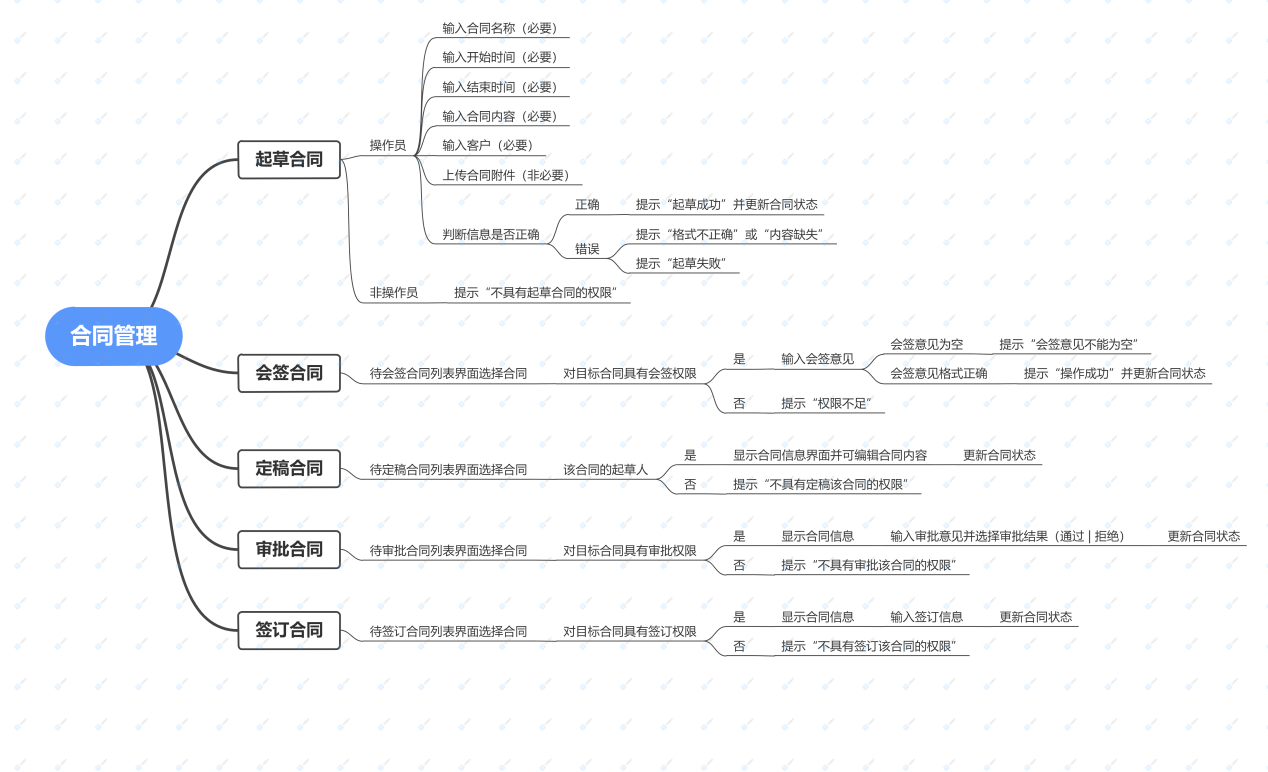 输入合同名称（必要）
输入开始时间（必要）
输入结束时间（必要）
输入合同内容（必要）
操作员
输入客户（必要）
起草合同
上传合同附件（非必要）
正确
提示“起草成功”并更新合同状态
判断信息是否正确
提示“格式不正确”或“内容缺失”
错误
提示“起草失败”
非操作员
提示“不具有起草合同的权限”
合同管理
会签合同
待会签合同列表界面选择合同
对目标合同具有会签权限
是
输入会签意见
会签意见为空
提示“会签意见不能为空”
会签意见格式正确
提示“操作成功”并更新合同状态
否
提示“权限不足”
定稿合同
待定稿合同列表界面选择合同
该合同的起草人
是
显示合同信息界面并可编辑合同内容
更新合同状态
否
提示“不具有定稿该合同的权限”
审批合同
待审批合同列表界面选择合同
对目标合同具有审批权限
是
显示合同信息
输入审批意见并选择审批结果（通过 | 拒绝）
更新合同状态
否
提示“不具有审批该合同的权限”
签订合同
待签订合同列表界面选择合同
对目标合同具有签订权限
是
显示合同信息
输入签订信息
更新合同状态
否
提示“不具有签订该合同的权限”